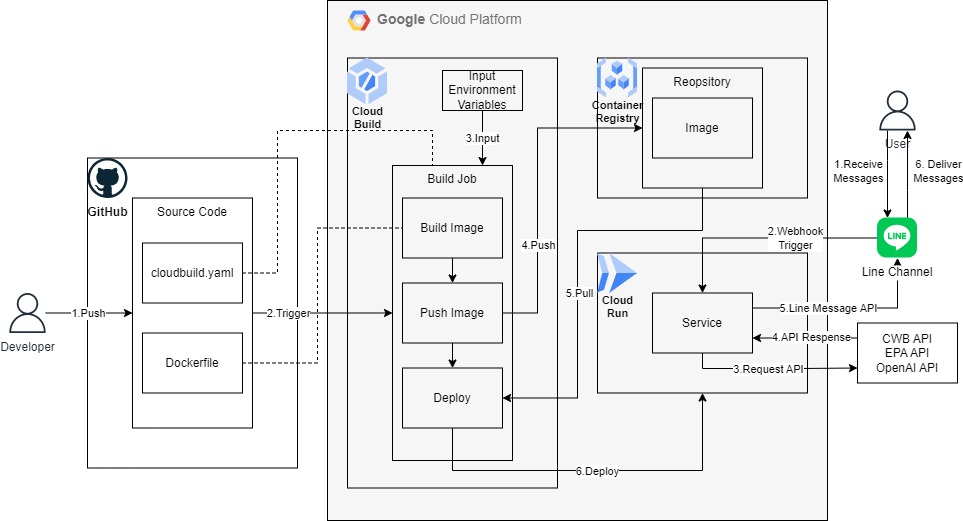 Google Cloud Platform
Cloud
Build
Input
Environment
Variables
3.Input
Container
Registry
Reopsitory
Image
User
1.Receive
Messages
6. Deliver
Messages
GitHub
Source Code
cloudbuild.yaml
Dockerfile
Build Job
Build Image
Push Image
Deploy
4.Push
5.Pull
2.Webhook
Trigger
LINE
Line Channel
Developer
1.Push
2.Trigger
Cloud
Run
Service
5.Line Message API
4.API Response
3.Request API
CWB API
EPA API
OpenAI API
6.Deploy